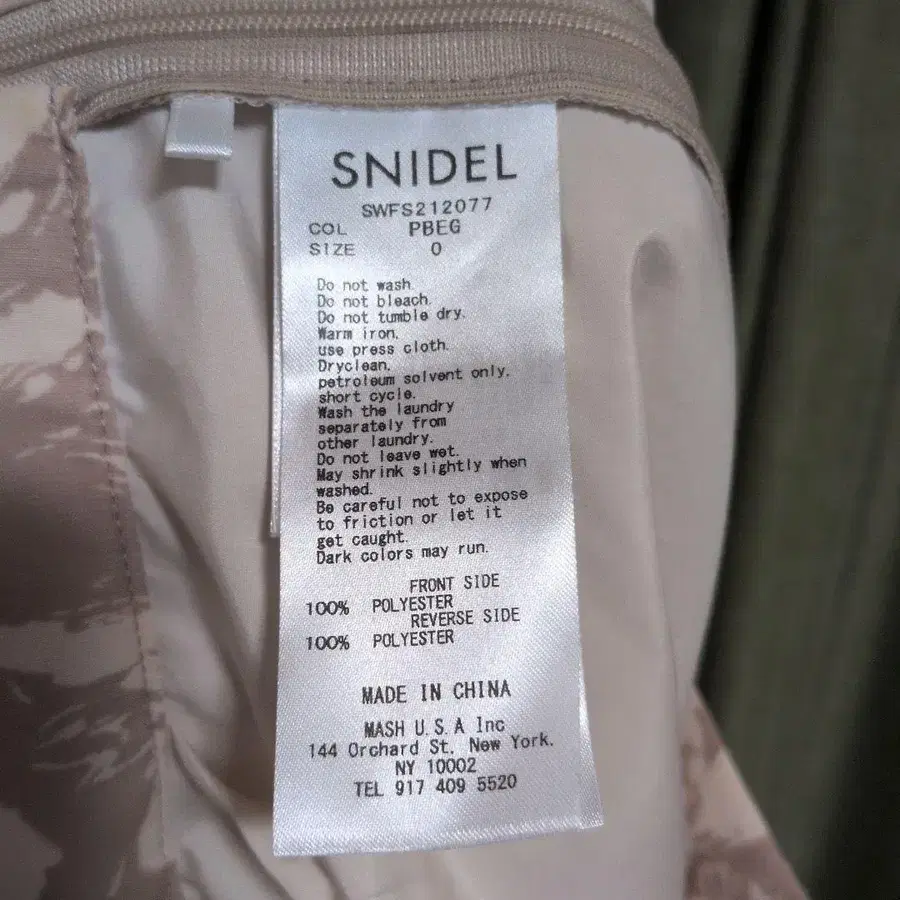 SNIDEL
SWFS212077
COL PBEG
SIZE 0
Do not wash.
Do not bleach.
Do not tumble dry.
Warm iron.
use press cloth.
Dryclean,
petroleum solvent only,
short cycle.
Wash the laundry
separately from
other laundry.
Do not leave wet.
May shrink slightly when
washed.
Be careful not to expose
to friction or let it
get caught.
Dark colors may run.
FRONT SIDE
100% POLYESTER
REVERSE SIDE
100% POLYESTER
MADE IN CHINA
MASH U.S.A Inc
144 Orchard St. New York.
NY 10002
TEL 917 409 5520